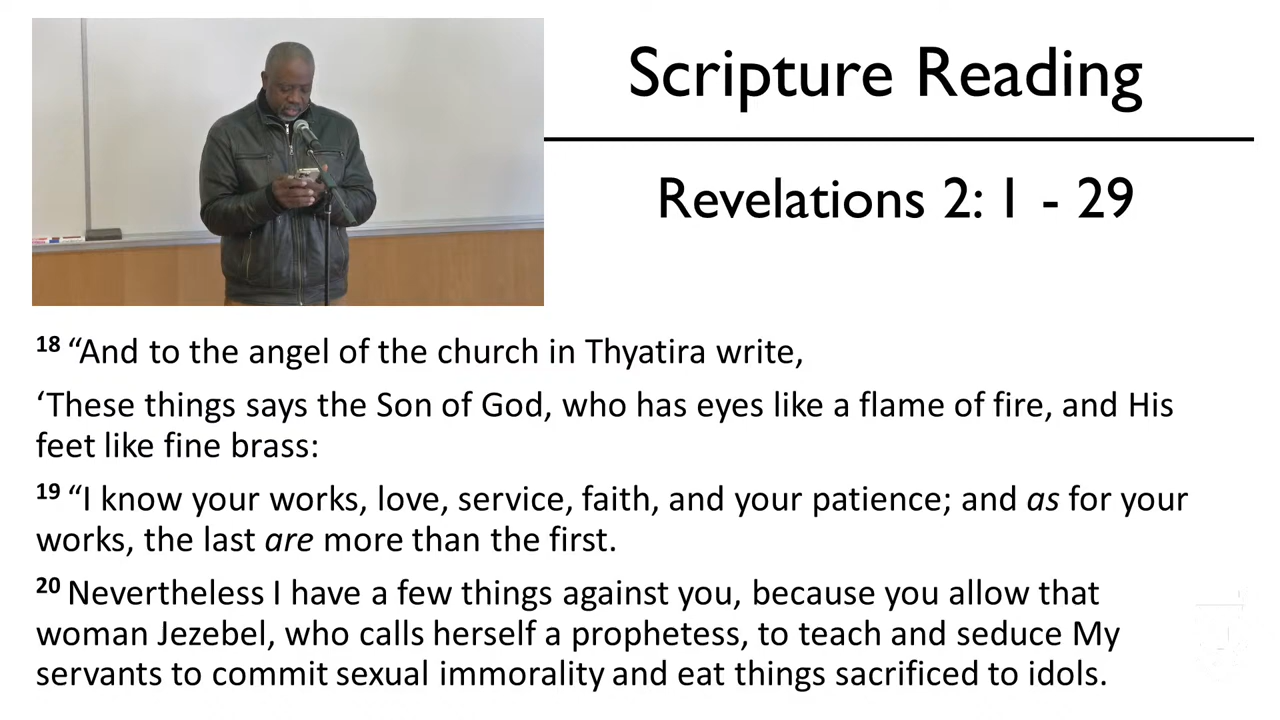 Scripture Reading
Revelations 2: 1 - 29
18 “And to the angel of the church in Thyatira write,
‘These things says the Son of God, who has eyes like a flame of fire, and His
feet like fine brass:
19 “I know your works, love, service, faith, and your patience; and as for your
works, the last are more than the first.
20 Nevertheless I have a few things against you, because you allow that
woman Jezebel, who calls herself a prophetess, to teach and seduce My
servants to commit sexual immorality and eat things sacrificed to idols.